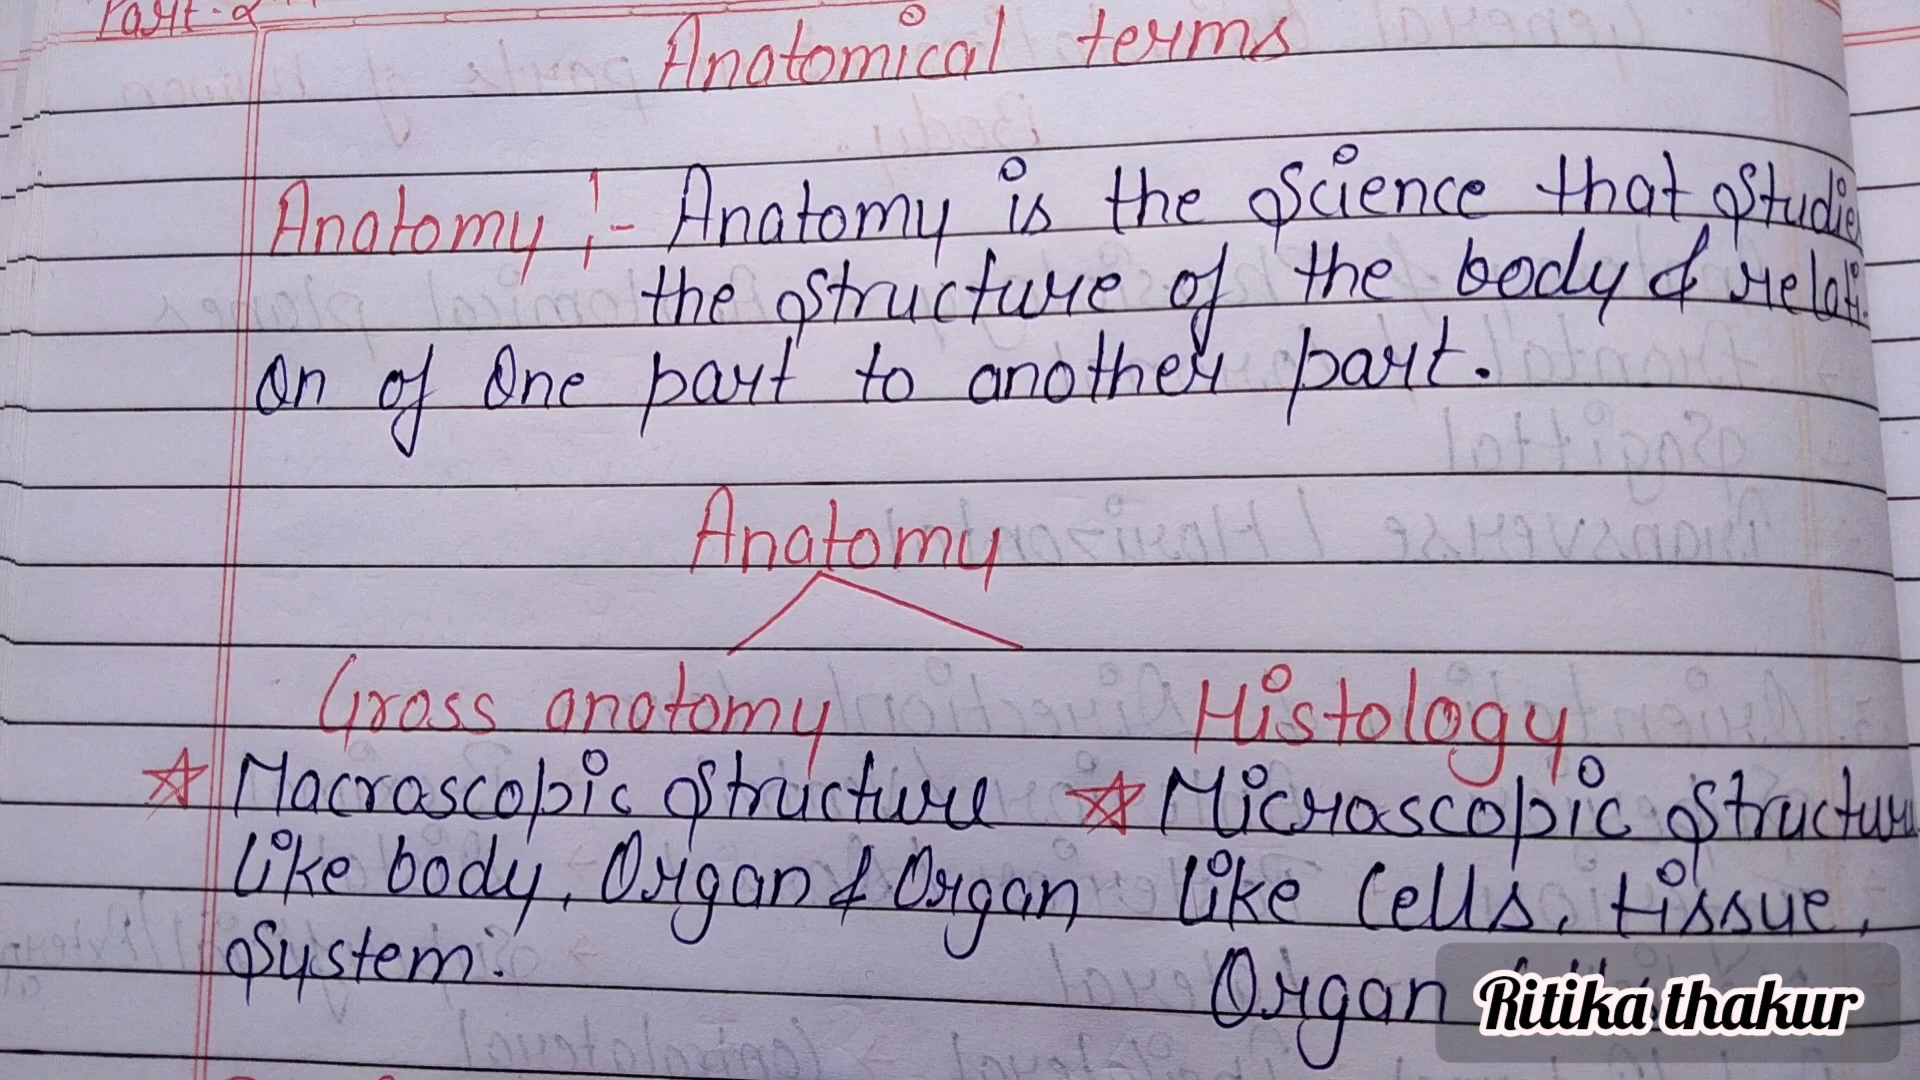 Part-2
Anatomical terms
Anatomy :- Anatomy is the science that studie
the structure of the body & relati
on of one part to another part.
Anatomy
Gross anatomy Histology
☆ Macroscopic structure ☆ Microscopic structure
like body, organ & organ like cells, tissue,
system. Organ
Ritika thakur